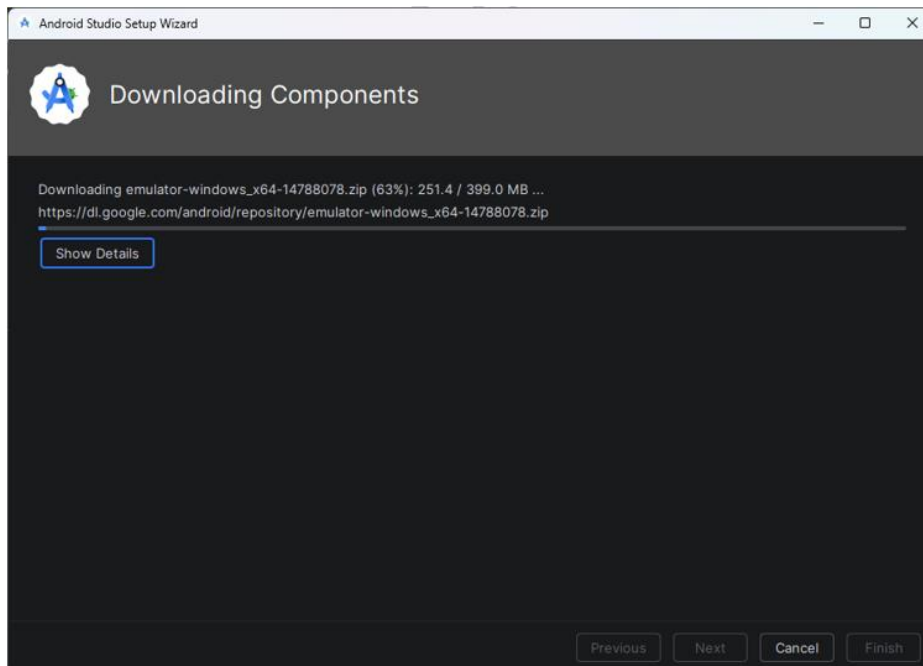 Android Studio Setup Wizard
Downloading Components
Downloading emulator-windows_x64-14788078.zip (63%): 251.4 / 399.0 MB ...
https://dl.google.com/android/repository/emulator-windows_x64-14788078.zip
Show Details
Previous Next Cancel Finish